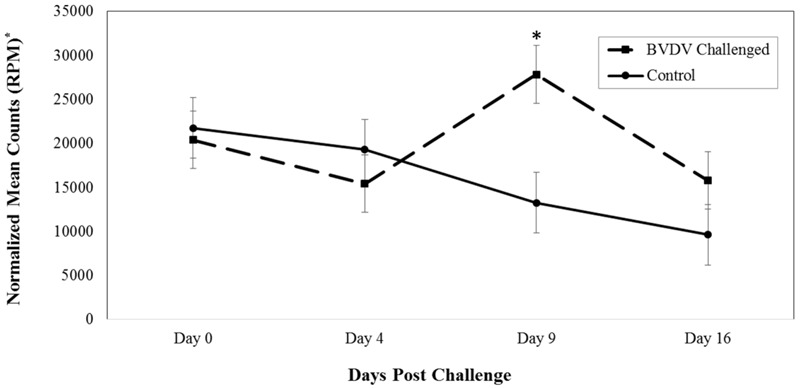 35000
30000
25000
20000
15000
10000
5000
0
Normalized Mean Counts (RPM)*
*
BVDV Challenged
Control
Day 0 Day 4 Day 9 Day 16
Days Post Challenge